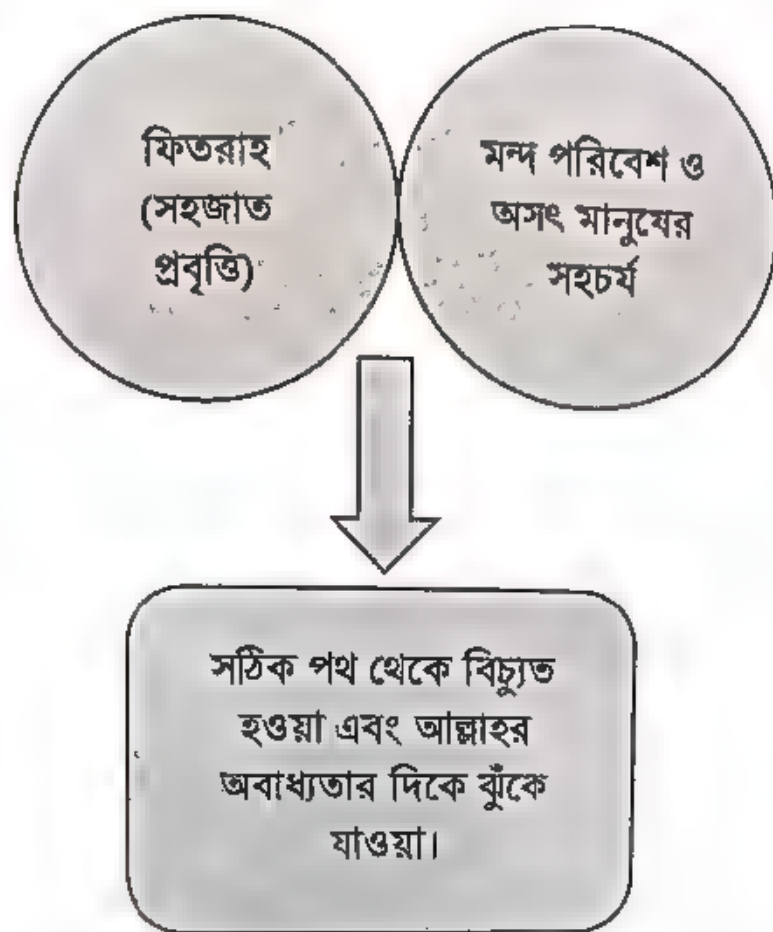 ফিতরাহ
(সহজাত
প্রবৃত্তি)
মন্দ পরিবেশ ও
অসৎ মানুষের
সহচর্য
সঠিক পথ থেকে বিচ্যুত
হওয়া এবং আল্লাহর
অবাধ্যতার দিকে ঝুঁকে
যাওয়া।